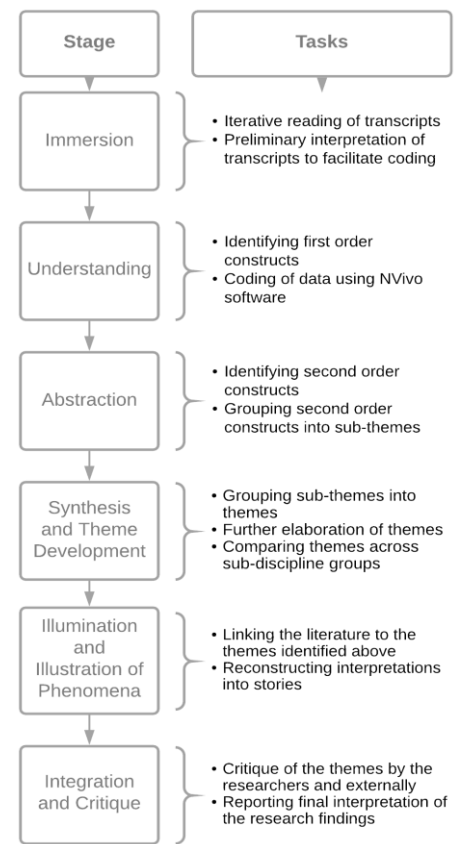 Stage
Tasks
Immersion
• Iterative reading of transcripts
• Preliminary interpretation of
transcripts to facilitate coding
Understanding
• Identifying first order
constructs
• Coding of data using NVivo
software
Abstraction
• Identifying second order
constructs
• Grouping second order
constructs into sub-themes
Synthesis
and Theme
Development
• Grouping sub-themes into
themes
• Further elaboration of themes
• Comparing themes across
sub-discipline groups
Illumination
and
Illustration of
Phenomena
• Linking the literature to the
themes identified above
• Reconstructing interpretations
into stories
Integration
and Critique
• Critique of the themes by the
researchers and externally
• Reporting final interpretation of
the research findings